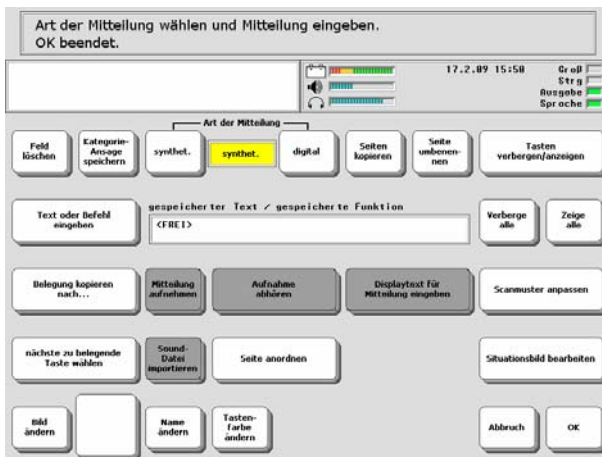 Art der Mitteilung wählen und Mitteilung eingeben.
OK beendet.
17.2.09 15:50
Groß
Strg
Ausgabe
Sprache
Art der Mitteilung
Feld
löschen
Kategorie-
Ansage
speichern
synthet.
synthet.
digital
Seiten
kopieren
Seite
umbenen-
nen
Tasten
verbergen/anzeigen
Text oder Befehl
eingeben
gespeicherter Text / gespeicherte Funktion
<FREI>
Verberge
alle
Zeige
alle
Belegung kopieren
nach...
Mitteilung
aufnehmen
Aufnahme
abhören
Displaytext für
Mitteilung eingeben
Scanmuster anpassen
nächste zu belegende
Taste wählen
Sound-
Datei
importieren
Seite anordnen
Situationsbild bearbeiten
Bild
ändern
Name
ändern
Tasten-
farbe
ändern
Abbruch
OK